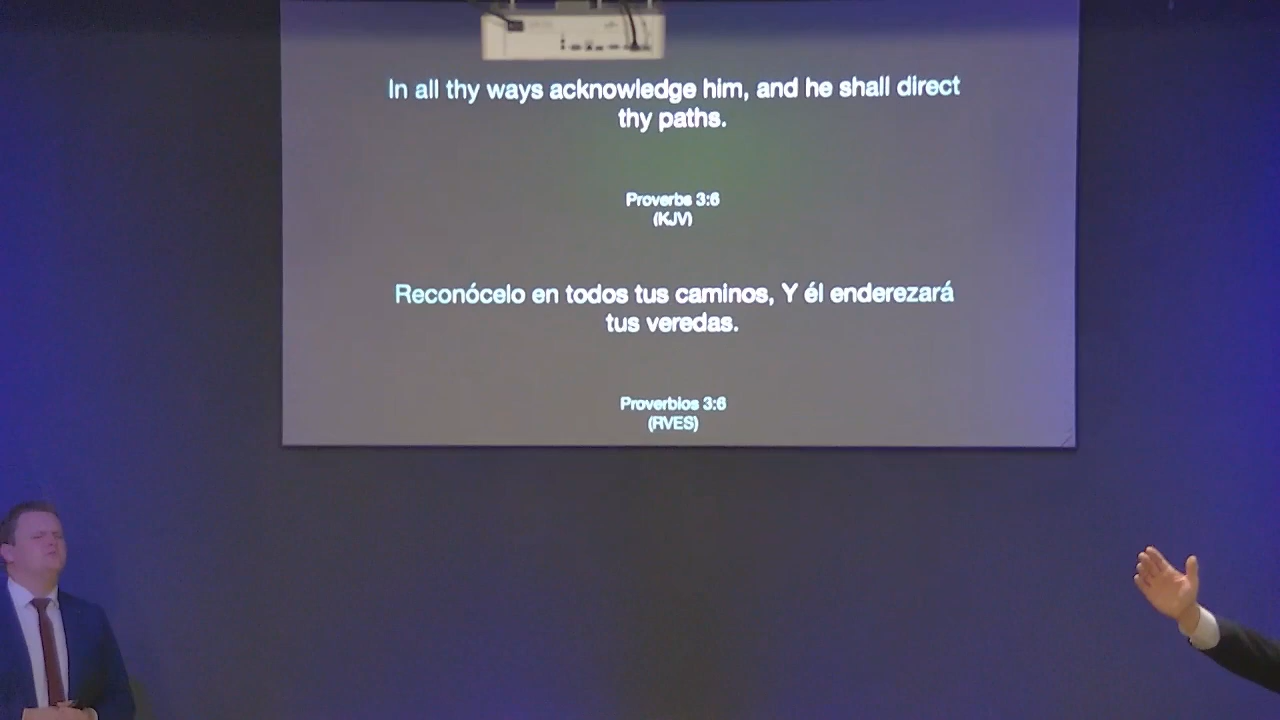 In all thy ways acknowledge him, and he shall direct
thy paths.
Proverbs 3:6
(KJV)
Reconócelo en todos tus caminos, Y él enderezará
tus veredas.
Proverbios 3:6
(RVES)